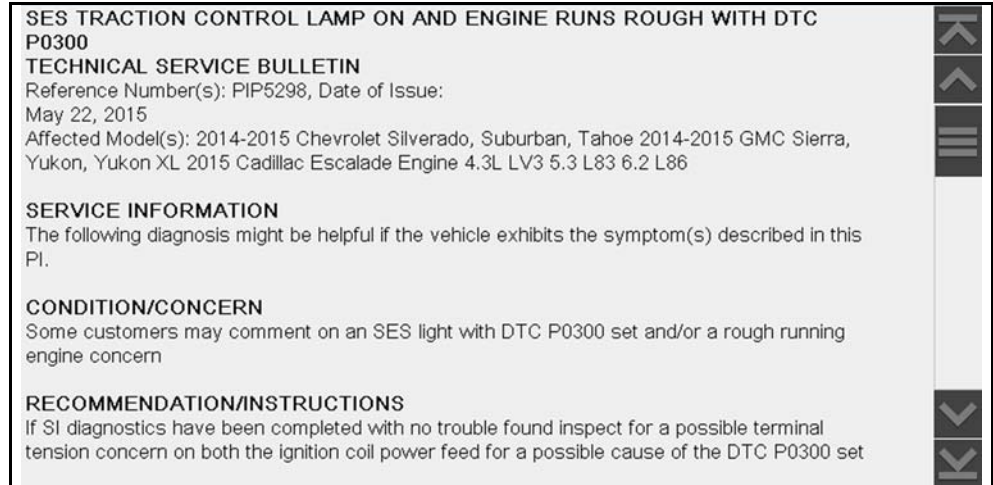 SES TRACTION CONTROL LAMP ON AND ENGINE RUNS ROUGH WITH DTC
P0300
TECHNICAL SERVICE BULLETIN
Reference Number(s): PIP5298, Date of Issue:
May 22, 2015
Affected Model(s): 2014-2015 Chevrolet Silverado, Suburban, Tahoe 2014-2015 GMC Sierra,
Yukon, Yukon XL 2015 Cadillac Escalade Engine 4.3L LV3 5.3 L83 6.2 L86
SERVICE INFORMATION
The following diagnosis might be helpful if the vehicle exhibits the symptom(s) described in this
PI.
CONDITION/CONCERN
Some customers may comment on an SES light with DTC P0300 set and/or a rough running
engine concern
RECOMMENDATION/INSTRUCTIONS
If SI diagnostics have been completed with no trouble found inspect for a possible terminal
tension concern on both the ignition coil power feed for a possible cause of the DTC P0300 set